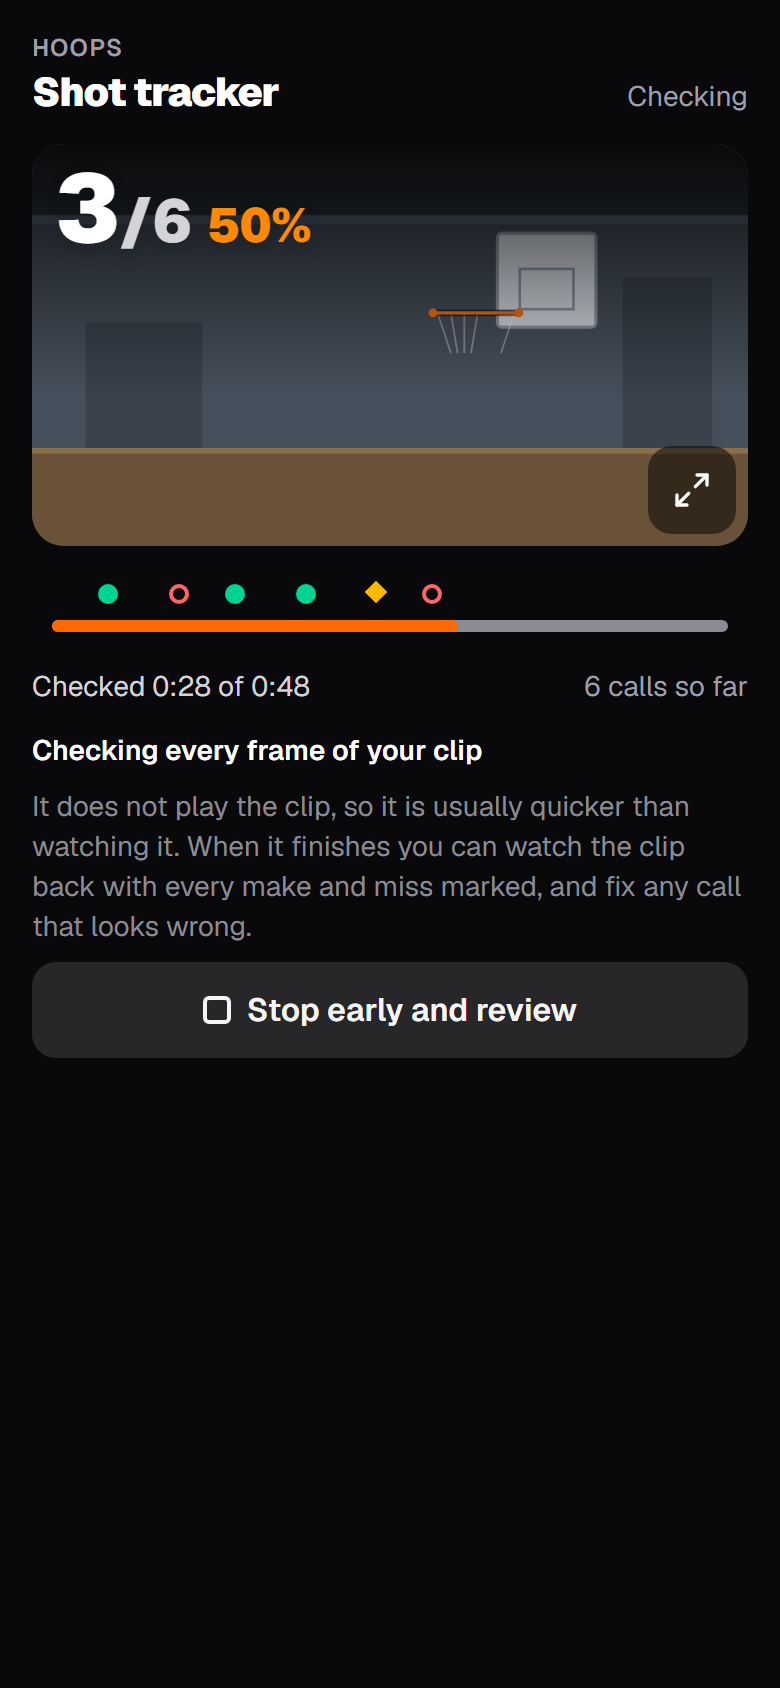 HOOPS
Shot tracker
Checking
3/6 50%
Checked 0:28 of 0:48
6 calls so far
Checking every frame of your clip
It does not play the clip, so it is usually quicker than
watching it. When it finishes you can watch the clip
back with every make and miss marked, and fix any call
that looks wrong.
Stop early and review